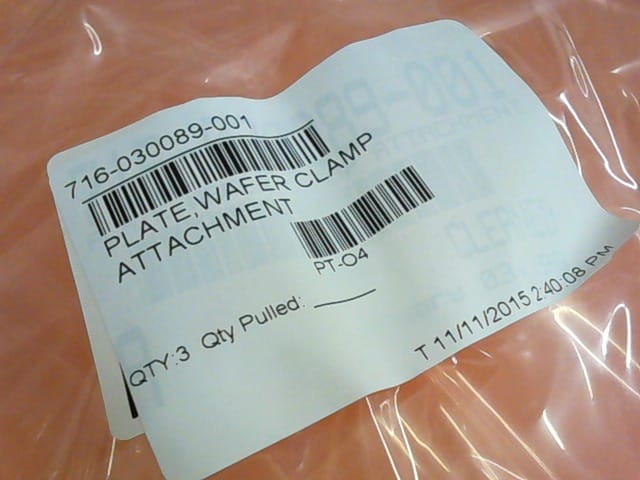 716-030089-001
PLATE,WAFER CLAMP
ATTACHMENT
PT-O4
QTY:3 Qty Pulled: ______
T 11/11/2015 2:40:08 PM